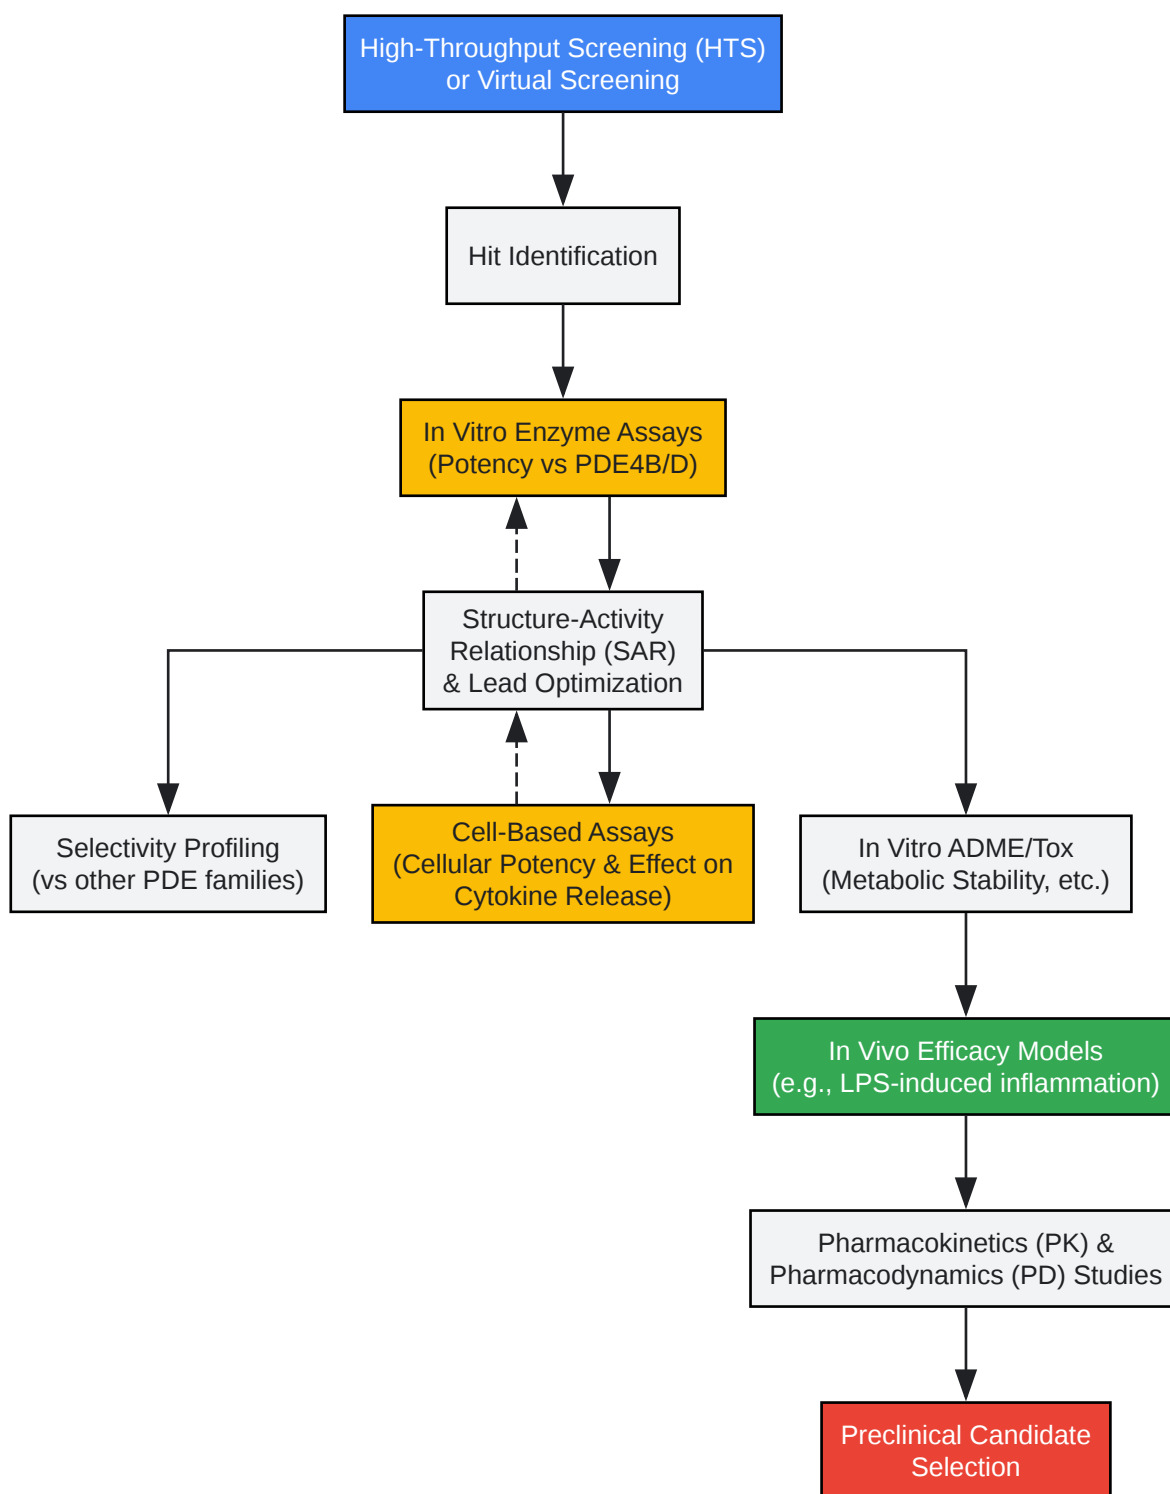 High-Throughput Screening (HTS)
or Virtual Screening
Hit Identification
In Vitro Enzyme Assays
(Potency vs PDE4B/D)
Structure-Activity
Relationship (SAR)
& Lead Optimization
Selectivity Profiling
(vs other PDE families)
Cell-Based Assays
(Cellular Potency & Effect on
Cytokine Release)
In Vitro ADME/Tox
(Metabolic Stability, etc.)
In Vivo Efficacy Models
(e.g., LPS-induced inflammation)
Pharmacokinetics (PK) &
Pharmacodynamics (PD) Studies
Preclinical Candidate
Selection